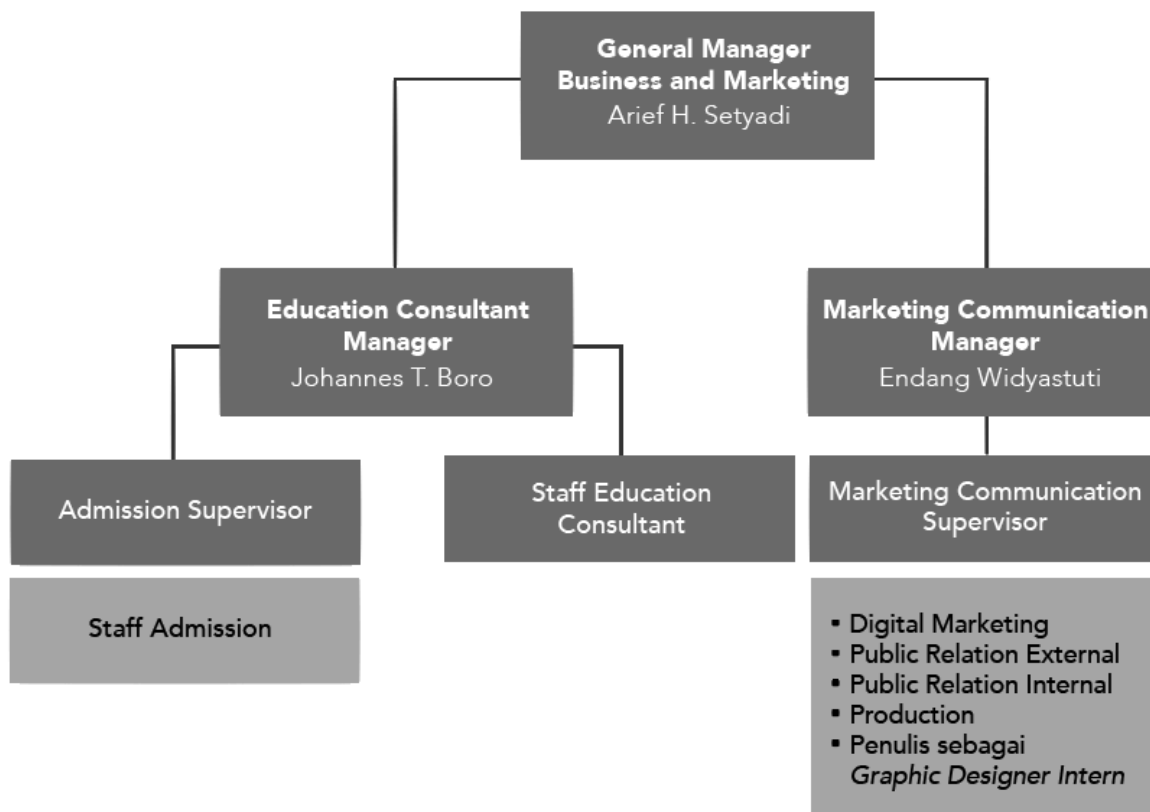 General Manager
Business and Marketing
Arief H. Setyadi
Education Consultant
Manager
Johannes T. Boro
Marketing Communication
Manager
Endang Widyastuti
Admission Supervisor
Staff Education
Consultant
Marketing Communication
Supervisor
Staff Admission
▪ Digital Marketing
▪ Public Relation External
▪ Public Relation Internal
▪ Production
▪ Penulis sebagai
Graphic Designer Intern